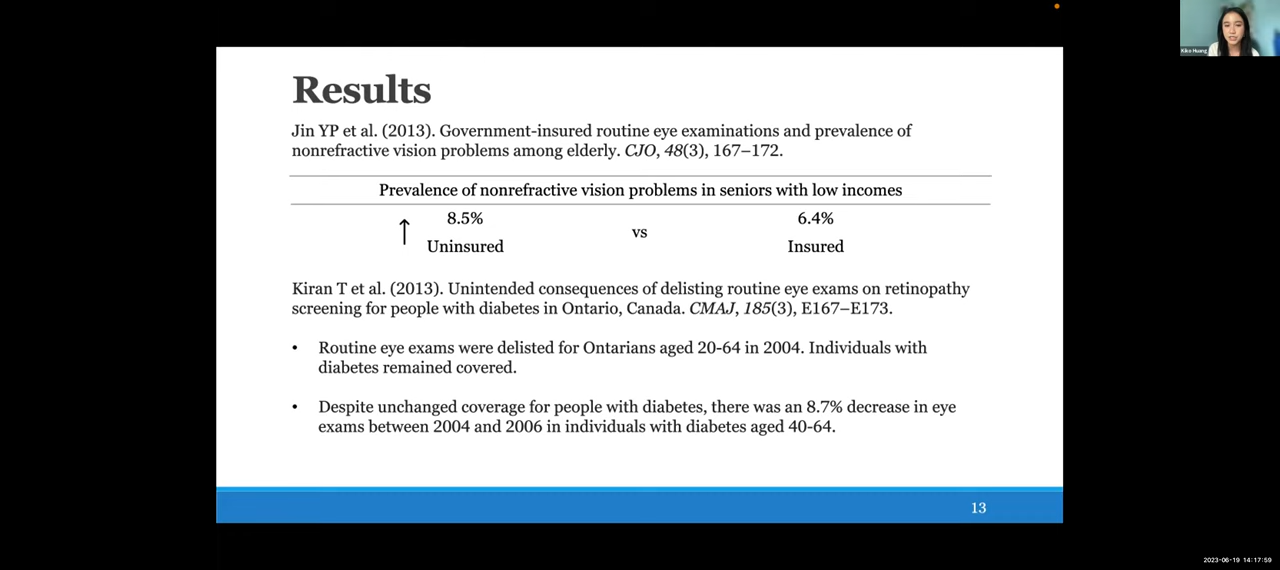 Kiko Huang
Results
Jin YP et al. (2013). Government-insured routine eye examinations and prevalence of
nonrefractive vision problems among elderly. CJO, 48(3), 167–172.
Prevalence of nonrefractive vision problems in seniors with low incomes
↑ 8.5% vs 6.4%
Uninsured Insured
Kiran T et al. (2013). Unintended consequences of delisting routine eye exams on retinopathy
screening for people with diabetes in Ontario, Canada. CMAJ, 185(3), E167–E173.
• Routine eye exams were delisted for Ontarians aged 20-64 in 2004. Individuals with
diabetes remained covered.
• Despite unchanged coverage for people with diabetes, there was an 8.7% decrease in eye
exams between 2004 and 2006 in individuals with diabetes aged 40-64.
13
2023-06-19 14:17:59